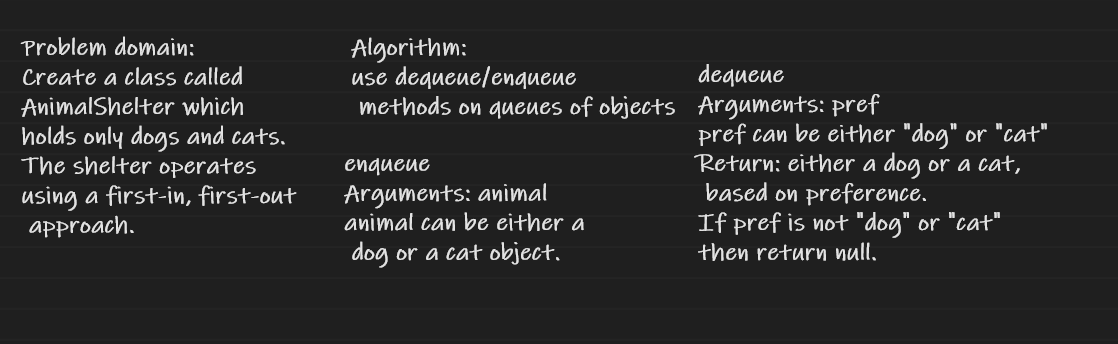 Problem domain:
Create a class called
AnimalShelter which
holds only dogs and cats.
The shelter operates
using a first-in, first-out
approach.
Algorithm:
use dequeue/enqueue
methods on queues of objects
enqueue
Arguments: animal
animal can be either a
dog or a cat object.
dequeue
Arguments: pref
pref can be either "dog" or "cat"
Return: either a dog or a cat,
based on preference.
If pref is not "dog" or "cat"
then return null.